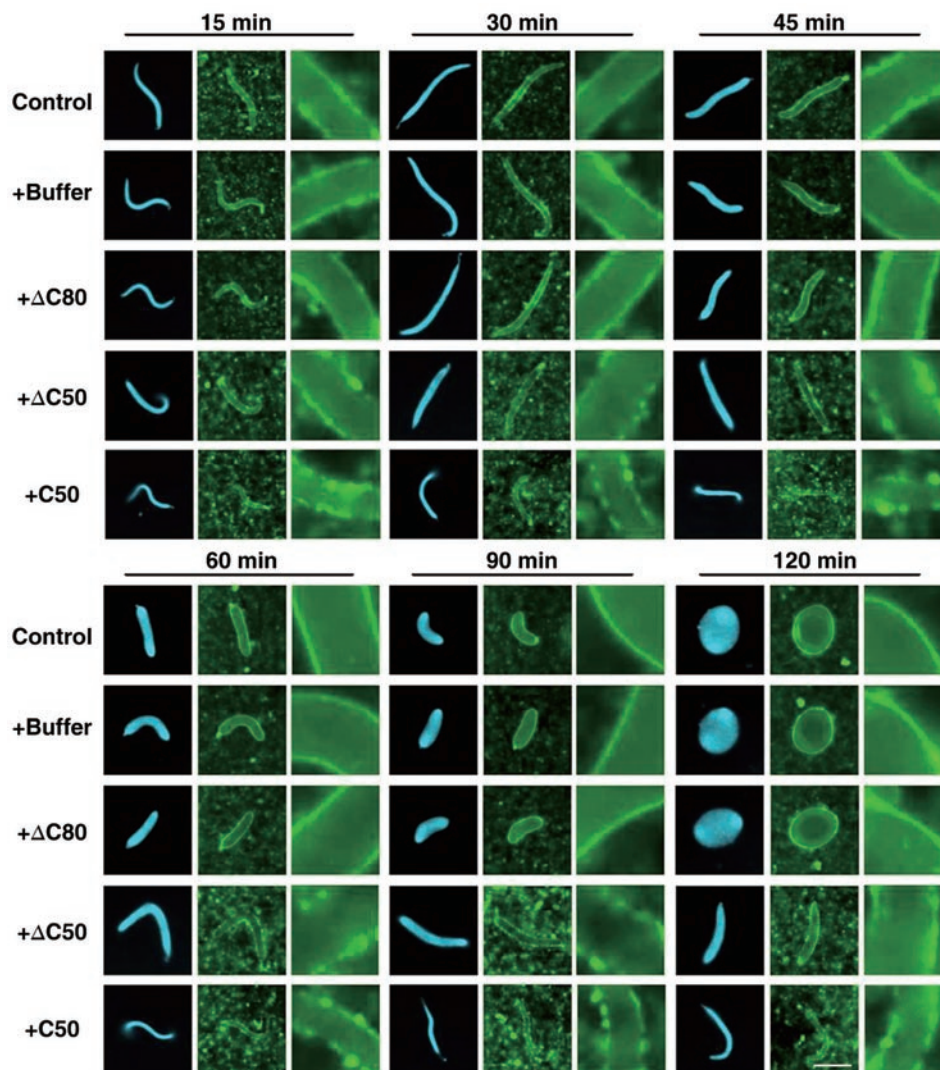 15 min 30 min 45 min
Control
+Buffer
+ΔC80
+ΔC50
+C50
60 min 90 min 120 min
Control
+Buffer
+ΔC80
+ΔC50
+C50